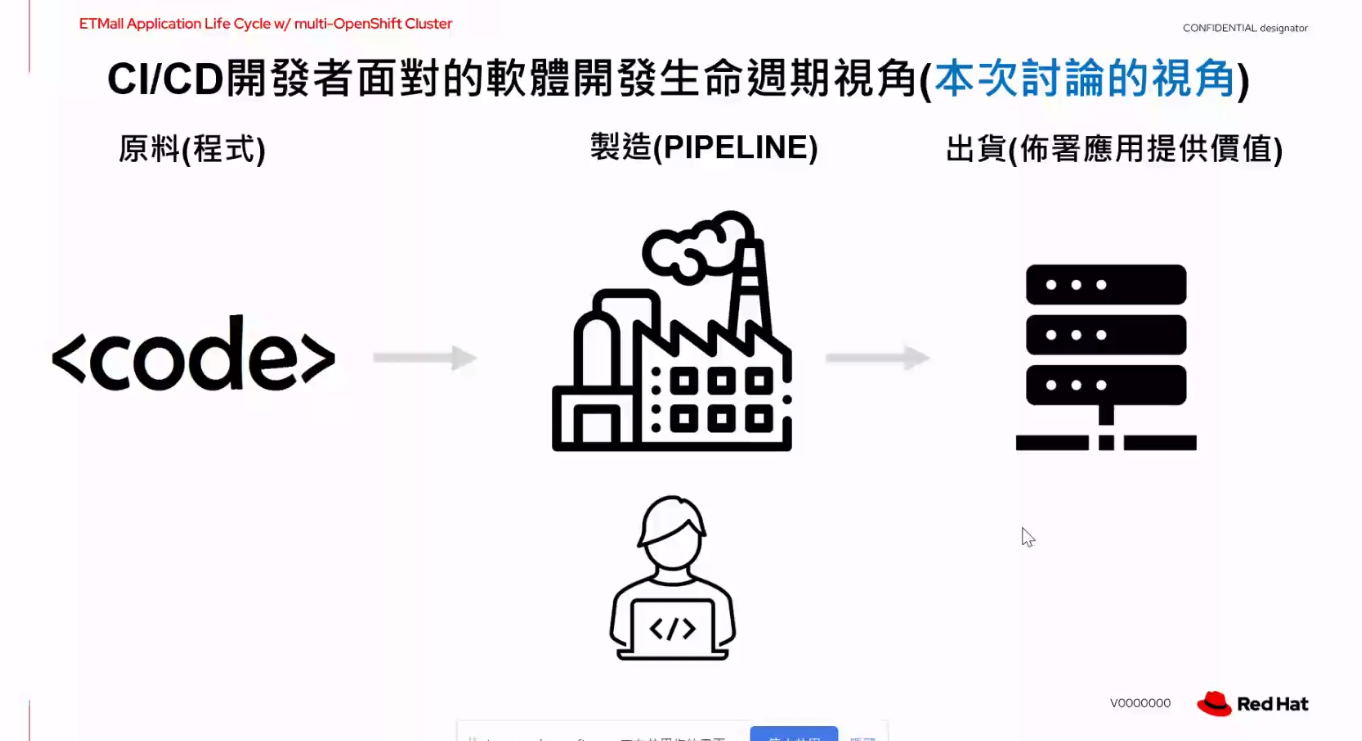 ETMall Application Life Cycle w/ multi-OpenShift Cluster
CONFIDENTIAL designator
CI/CD開發者面對的軟體開發生命週期視角(本次討論的視角)
原料(程式)
製造(PIPELINE)
出貨(佈署應用提供價值)
<code>
</>
V0000000
Red Hat